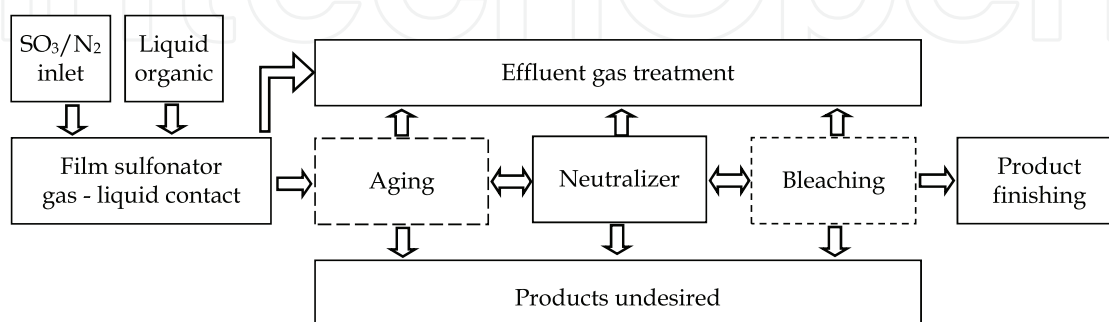 SO₃/N₂
inlet
Liquid
organic
Effluent gas treatment
Film sulfonator
gas - liquid contact
Aging
Neutralizer
Bleaching
Product
finishing
Products undesired